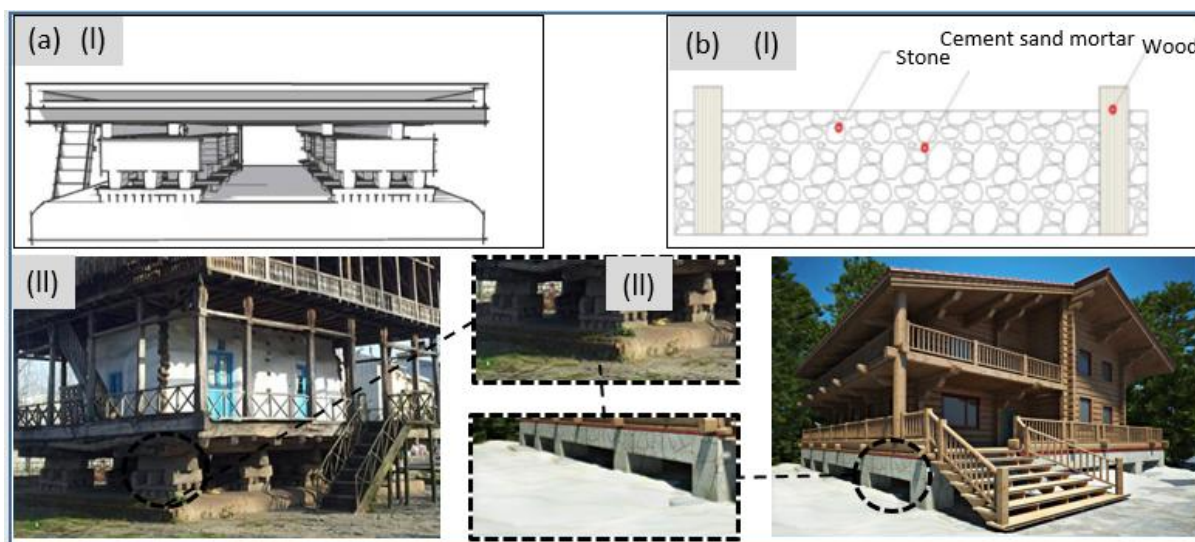 (a) (I)
(b) (I)
Cement sand mortar
Stone
Wood
(II)
(II)